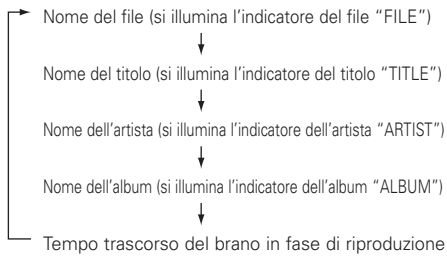 Nome del file (si illumina l'indicatore del file “FILE”)
Nome del titolo (si illumina l'indicatore del titolo “TITLE”)
Nome dell'artista (si illumina l'indicatore dell'artista “ARTIST”)
Nome dell'album (si illumina l'indicatore dell'album “ALBUM”)
Tempo trascorso del brano in fase di riproduzione